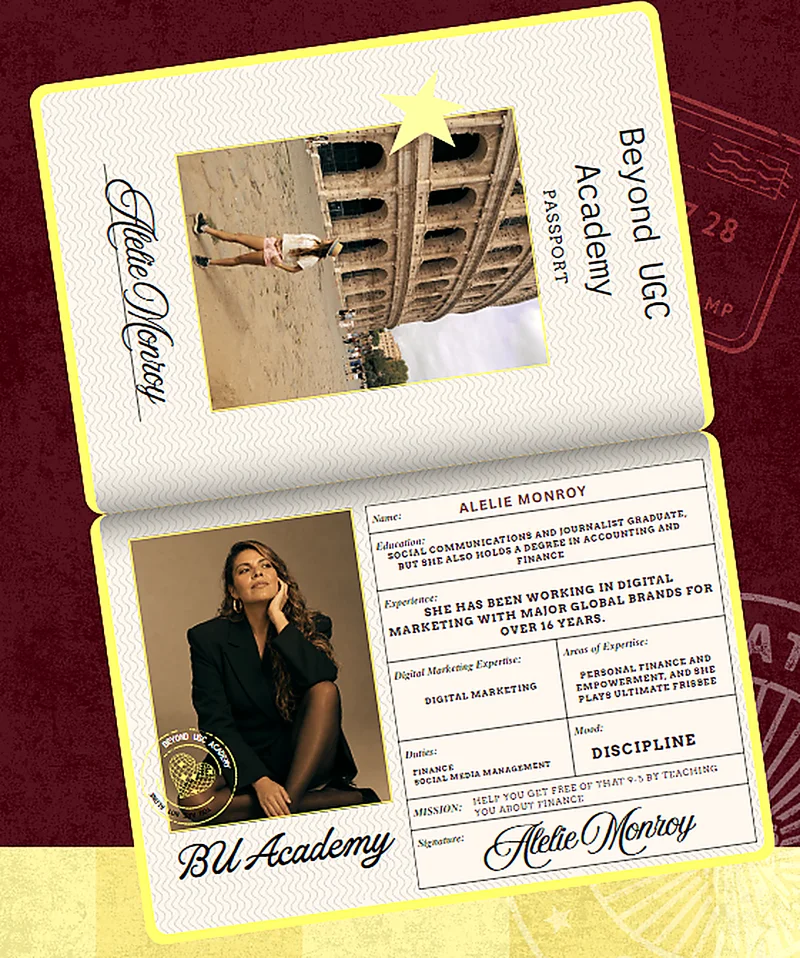 Beyond UGC
Academy
PASSPORT
Alelie Monroy
7 28
MP
Name:
ALELIE MONROY
Education:
SOCIAL COMMUNICATIONS AND JOURNALIST GRADUATE,
BUT SHE ALSO HOLDS A DEGREE IN ACCOUNTING AND
FINANCE
Experience:
SHE HAS BEEN WORKING IN DIGITAL
MARKETING WITH MAJOR GLOBAL BRANDS FOR
OVER 16 YEARS.
Digital Marketing Expertise:
DIGITAL MARKETING
Areas of Expertise:
PERSONAL FINANCE AND
EMPOWERMENT, AND SHE
PLAYS ULTIMATE FRISBEE
Duties:
FINANCE
SOCIAL MEDIA MANAGEMENT
Mood:
DISCIPLINE
MISSION:
HELP YOU GET FREE OF THAT 9-5 BY TEACHING
YOU ABOUT FINANCE
Signature:
Alelie Monroy
BEYOND UGC ACADEMY
BU Academy
AT